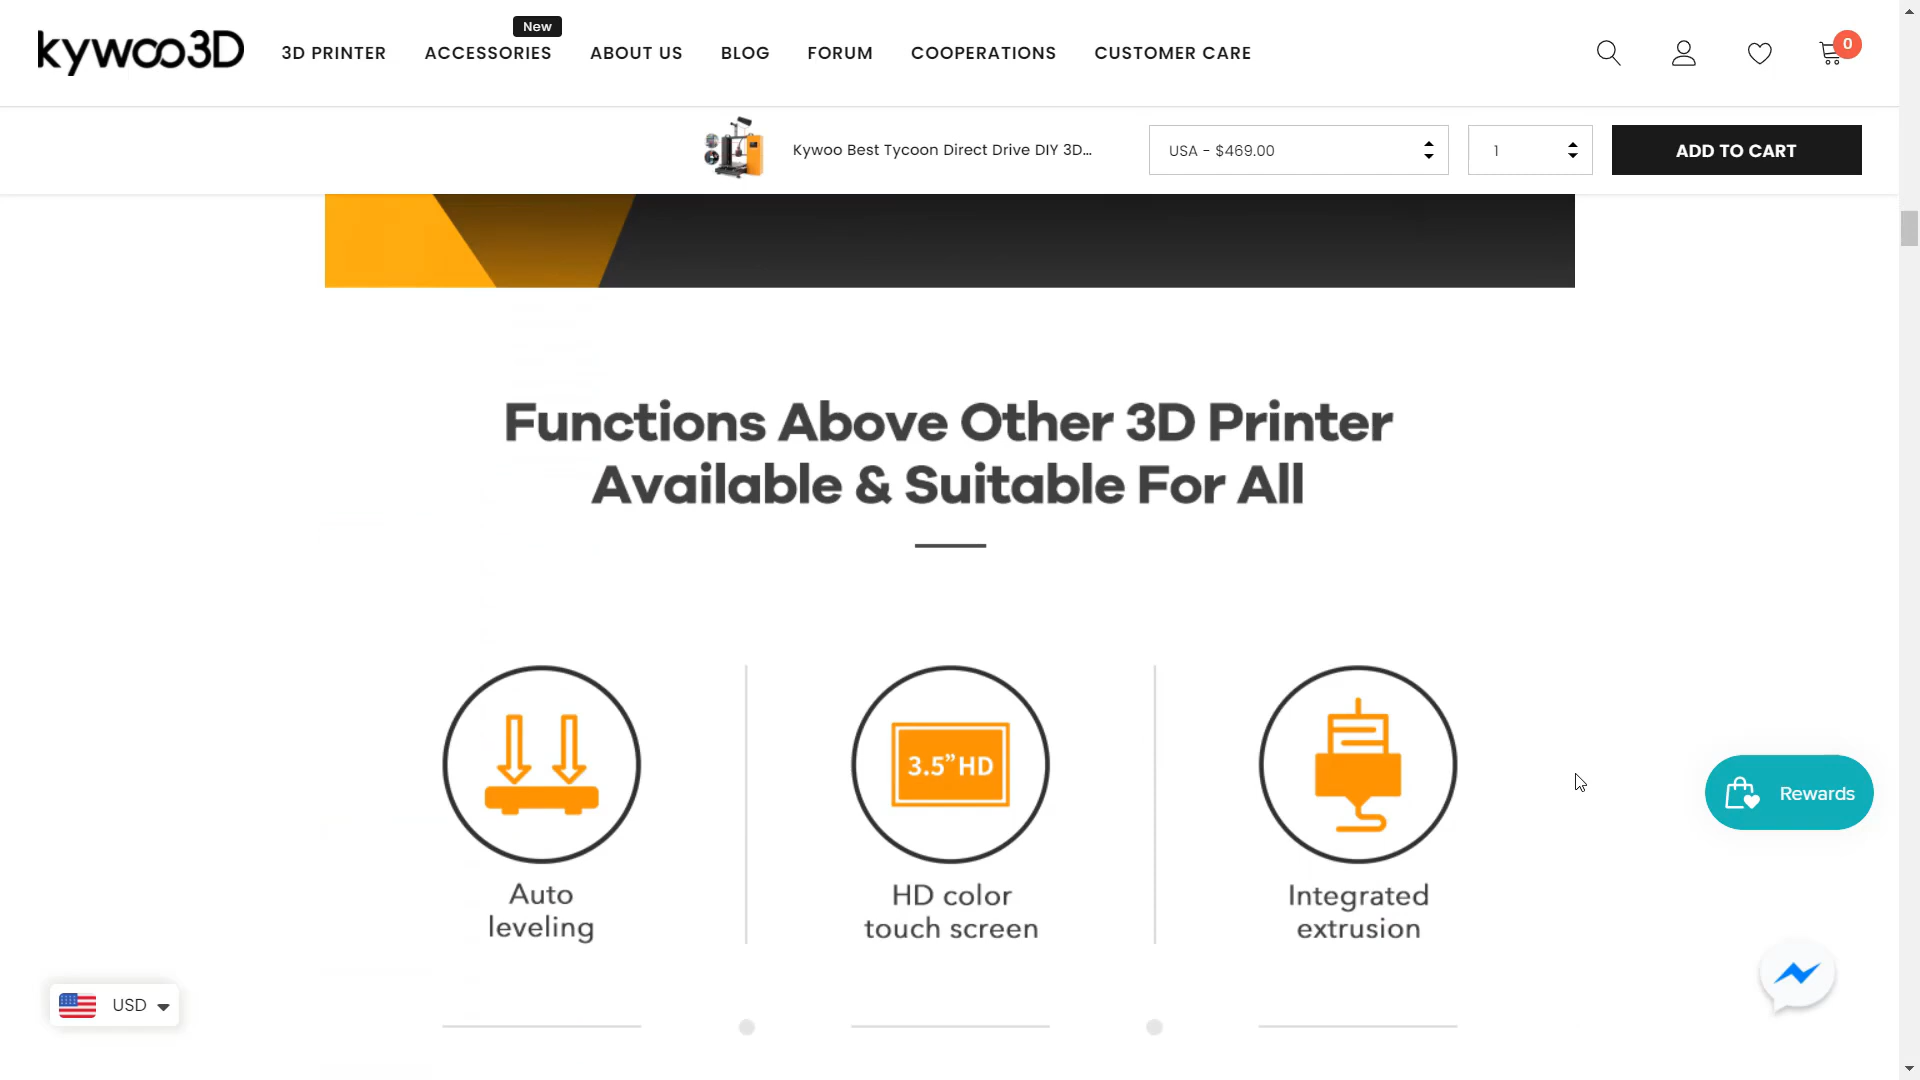 New
kywoo3D
3D PRINTER
ACCESSORIES
ABOUT US
BLOG
FORUM
COOPERATIONS
CUSTOMER CARE
0
Kywoo Best Tycoon Direct Drive DIY 3D...
USA - $469.00
1
ADD TO CART
Functions Above Other 3D Printer
Available & Suitable For All
3.5” HD
Auto
leveling
HD color
touch screen
Integrated
extrusion
Rewards
USD